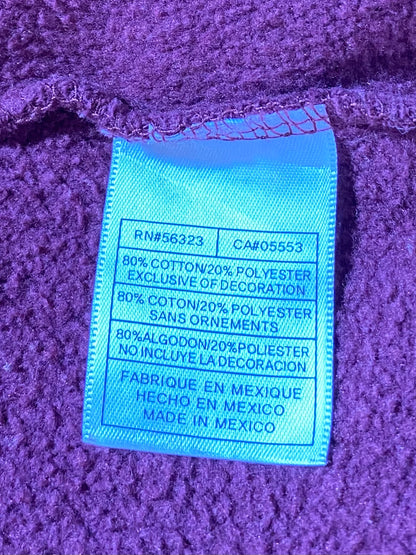 RN#56323 CA#05553
80% COTTON/20% POLYESTER
EXCLUSIVE OF DECORATION
80% COTON/20% POLYESTER
SANS ORNEMENTS
80%ALGODON/20%POLIESTER
NO INCLUYE LA DECORACION
FABRIQUE EN MEXIQUE
HECHO EN MEXICO
MADE IN MEXICO